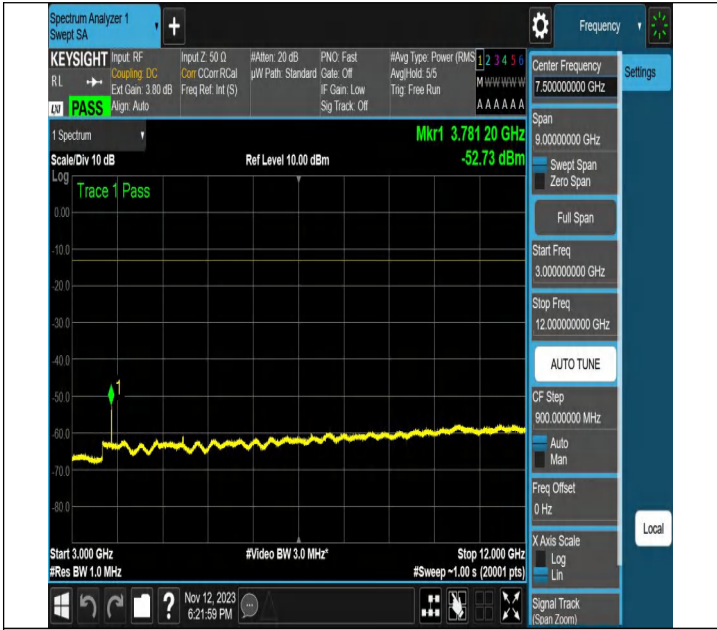 Spectrum Analyzer 1
Swept SA
+
Frequency
KEYSIGHT
Input: RF
Input Z: 50 Ω
#Atten: 20 dB
PNO: Fast
#Avg Type: Power (RMS
1 2 3 4 5 6
RL
Coupling: DC
Corr CCorr RCal
µW Path: Standard
Gate: Off
Avg|Hold: 5/5
M W W W W W
Ext Gain: 3.80 dB
Freq Ref: Int (S)
IF Gain: Low
Trig: Free Run
LXI
PASS
Align: Auto
Sig Track: Off
A A A A A A
Center Frequency
7.500000000 GHz
Settings
1 Spectrum
Mkr1 3.781 20 GHz
Scale/Div 10 dB
Ref Level 10.00 dBm
-52.73 dBm
Log
Trace 1 Pass
0.00
-10.0
-20.0
-30.0
-40.0
-50.0
-60.0
-70.0
-80.0
1
Span
9.00000000 GHz
Swept Span
Zero Span
Full Span
Start Freq
3.000000000 GHz
Stop Freq
12.000000000 GHz
AUTO TUNE
CF Step
900.000000 MHz
Auto
Man
Freq Offset
0 Hz
X Axis Scale
Log
Lin
Signal Track
(Span Zoom)
Local
Start 3.000 GHz
#Video BW 3.0 MHz*
Stop 12.000 GHz
#Res BW 1.0 MHz
#Sweep ~1.00 s (20001 pts)
?
Nov 12, 2023
6:21:59 PM